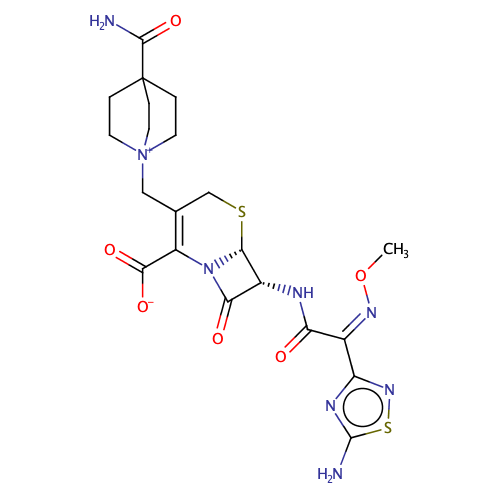 H₂N O
N⁺
S
O N CH₃
O⁻ NH O
O N
O
N N
S
H₂N